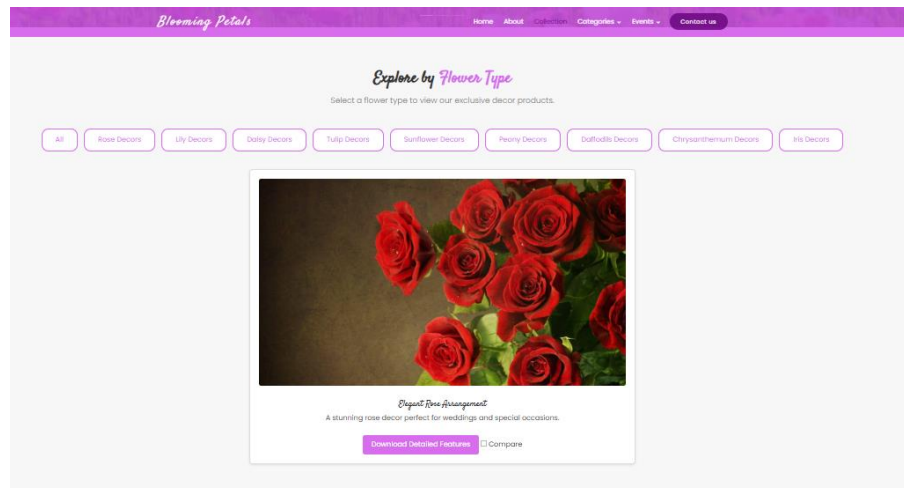 Blooming Petals
Home About Collection Categories Events Contact us
Explore by Flower Type
Select a flower type to view our exclusive decor products.
All Rose Decors Lily Decors Daisy Decors Tulip Decors Sunflower Decors Peony Decors Daffodils Decors Chrysanthemum Decors Iris Decors
Elegant Rose Arrangement
A stunning rose decor perfect for weddings and special occasions.
Download Detailed Features Compare